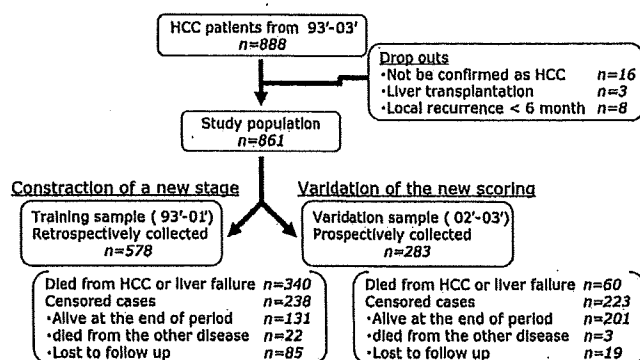 HCC patients from 93'-03'
n=888
Drop outs
·Not be confirmed as HCC n=16
·Liver transplantation n=3
·Local recurrence < 6 month n=8
Study population
n=861
Constraction of a new stage
Training sample ( 93'-01')
Retrospectively collected
n=578
Died from HCC or liver failure n=340
Censored cases n=238
·Alive at the end of period n=131
·died from the other disease n=22
·Lost to follow up n=85
Varidation of the new scoring
Varidation sample ( 02'-03')
Prospectively collected
n=283
Died from HCC or liver failure n=60
Censored cases n=223
·Alive at the end of period n=201
·died from the other disease n=3
·Lost to follow up n=19